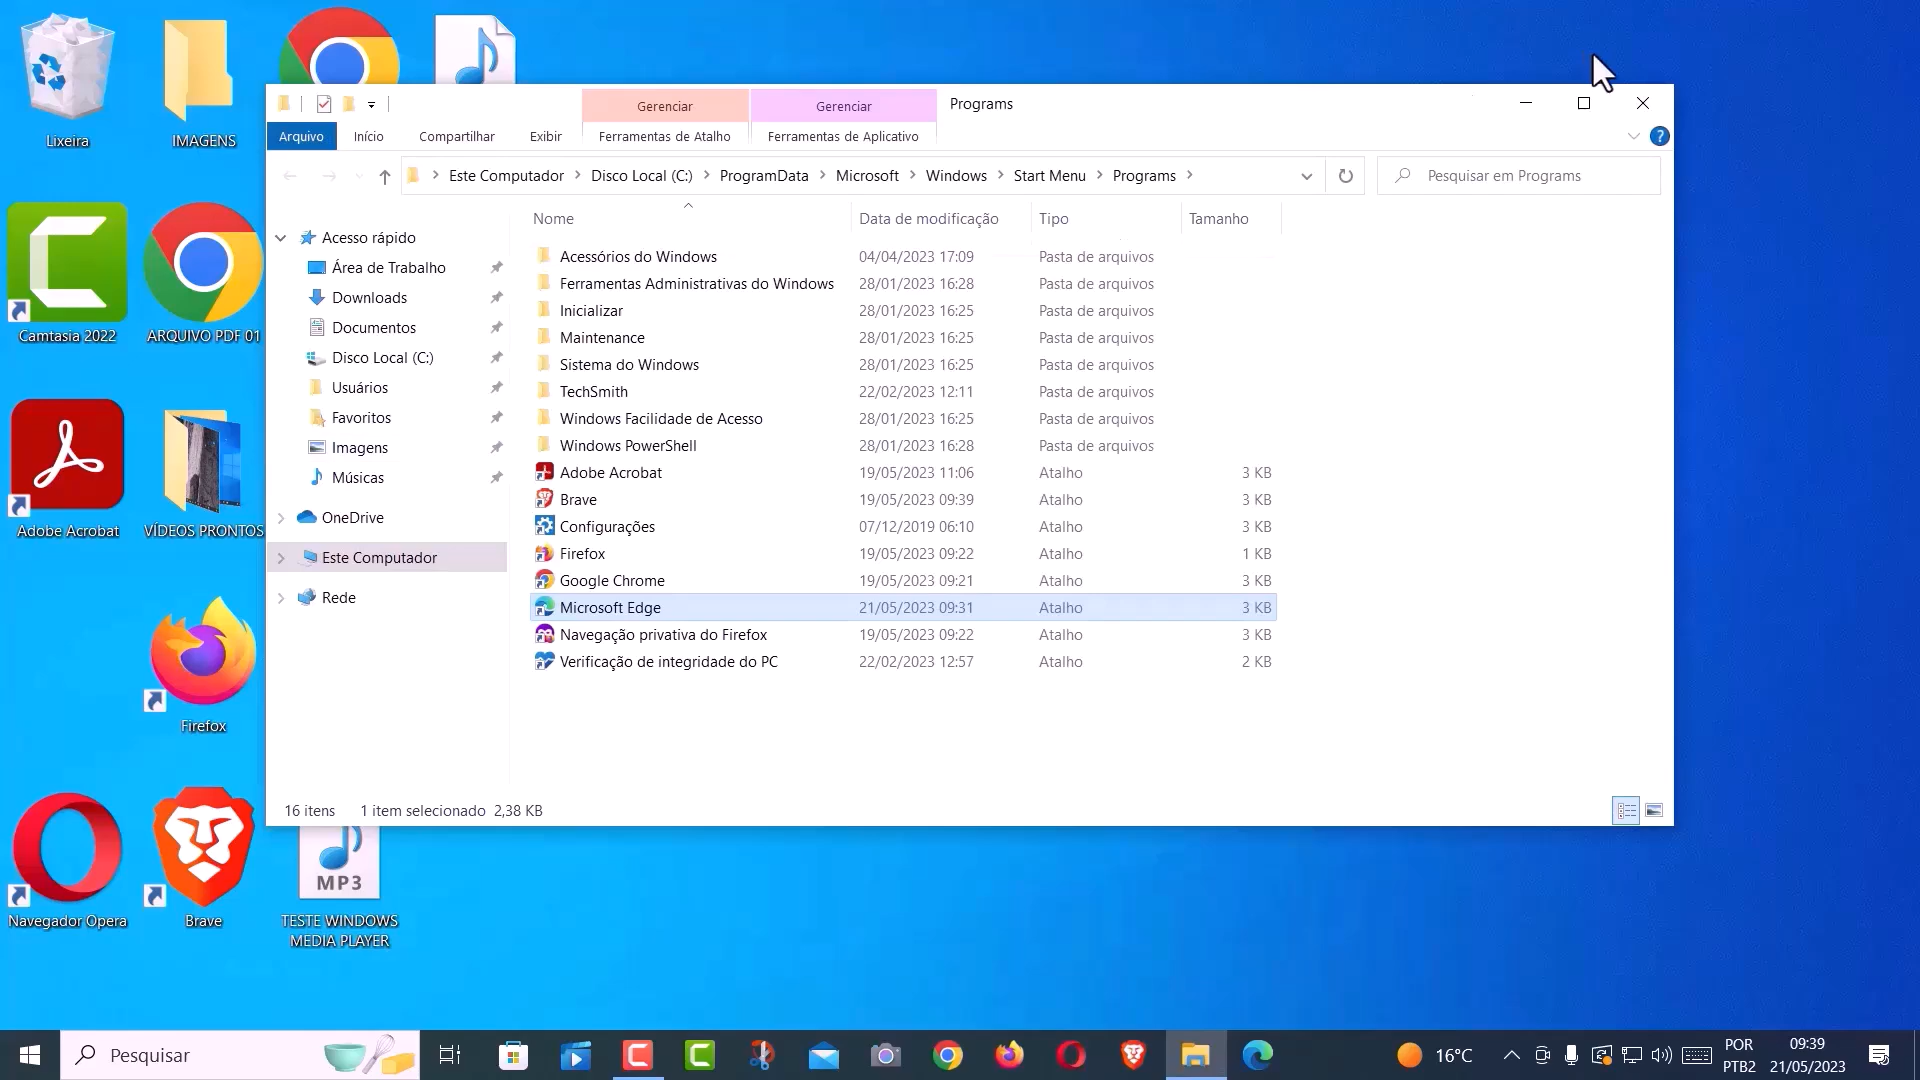 Lixeira
IMAGENS
Camtasia 2022
ARQUIVO PDF 01
Adobe Acrobat
VÍDEOS PRONTOS
Firefox
Navegador Opera
Brave
MP3
TESTE WINDOWS
MEDIA PLAYER
Gerenciar
Gerenciar
Programs
Arquivo
Início
Compartilhar
Exibir
Ferramentas de Atalho
Ferramentas de Aplicativo
?
Este Computador > Disco Local (C:) > ProgramData > Microsoft > Windows > Start Menu > Programs >
Pesquisar em Programs
Acesso rápido
Área de Trabalho
Downloads
Documentos
Disco Local (C:)
Usuários
Favoritos
Imagens
Músicas
OneDrive
Este Computador
Rede
Nome Data de modificação Tipo Tamanho
Acessórios do Windows 04/04/2023 17:09 Pasta de arquivos
Ferramentas Administrativas do Windows 28/01/2023 16:28 Pasta de arquivos
Inicializar 28/01/2023 16:25 Pasta de arquivos
Maintenance 28/01/2023 16:25 Pasta de arquivos
Sistema do Windows 28/01/2023 16:25 Pasta de arquivos
TechSmith 22/02/2023 12:11 Pasta de arquivos
Windows Facilidade de Acesso 28/01/2023 16:25 Pasta de arquivos
Windows PowerShell 28/01/2023 16:28 Pasta de arquivos
Adobe Acrobat 19/05/2023 11:06 Atalho 3 KB
Brave 19/05/2023 09:39 Atalho 3 KB
Configurações 07/12/2019 06:10 Atalho 3 KB
Firefox 19/05/2023 09:22 Atalho 1 KB
Google Chrome 19/05/2023 09:21 Atalho 3 KB
Microsoft Edge 21/05/2023 09:31 Atalho 3 KB
Navegação privativa do Firefox 19/05/2023 09:22 Atalho 3 KB
Verificação de integridade do PC 22/02/2023 12:57 Atalho 2 KB
16 itens 1 item selecionado 2,38 KB
Pesquisar
16°C
POR
PTB2
09:39
21/05/2023